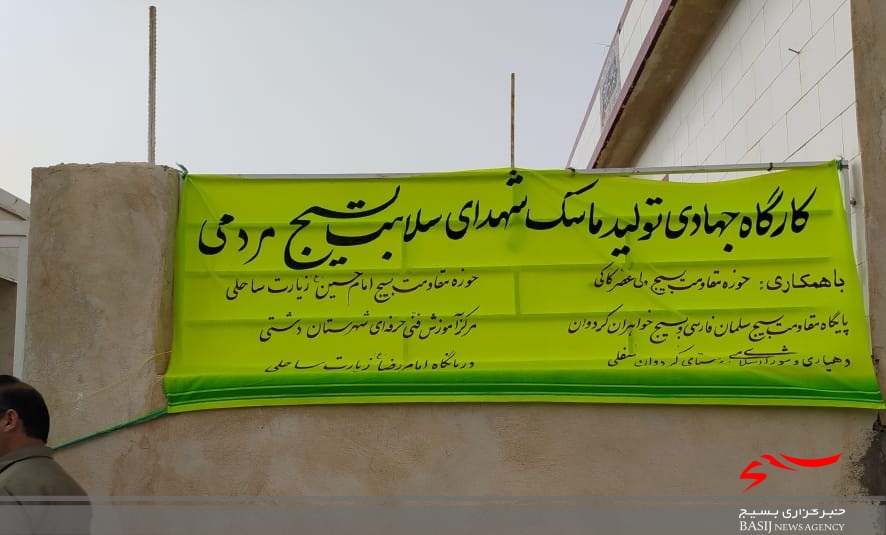 کارگاه جهادی تولید ماسک شهدای سلامت بسیج مردمی
باهمکاری: حوزه مقاومت بسیج ولی عصر کاکی
حوزه مقاومت بسیج امام حسین ع زیارت ساحلی
پایگاه مقاومت بسیج سلمان فارسی و بسیج خواهران کردوان
مرکز آموزش فنی حرفه‌ای شهرستان دشتی
دهیاری و شورای اسلامی روستای کردوان سفلی
درمانگاه امام رضا ع زیارت ساحلی
خبرگزاری بسیج
BASIJ NEWS AGENCY